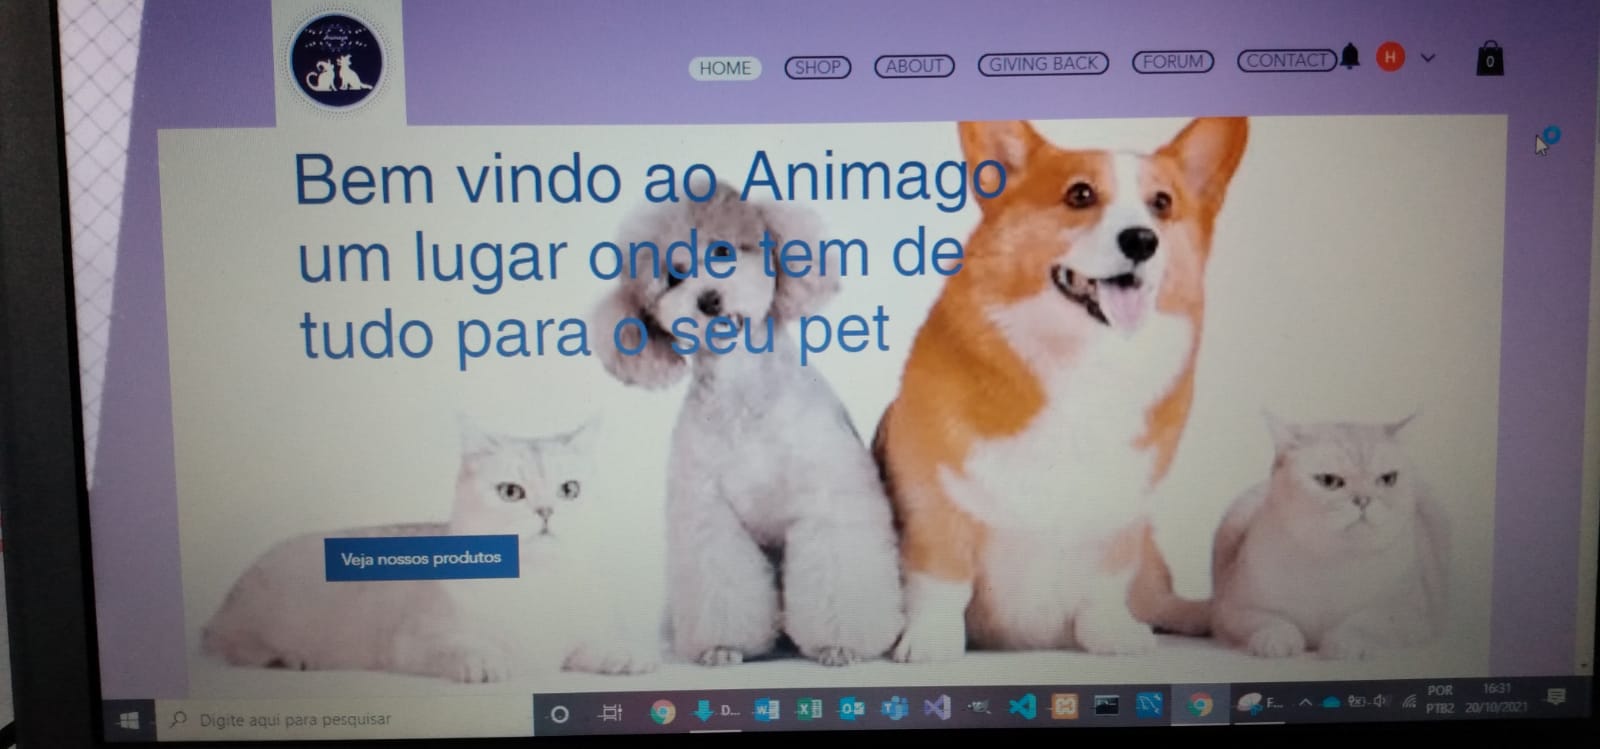 Animago
HOME
SHOP
ABOUT
GIVING BACK
FORUM
CONTACT
H
0
Bem vindo ao Animago
um lugar onde tem de
tudo para o seu pet
Veja nossos produtos
Digite aqui para pesquisar
D...
F...
POR
PTB2
16:31
20/10/2021